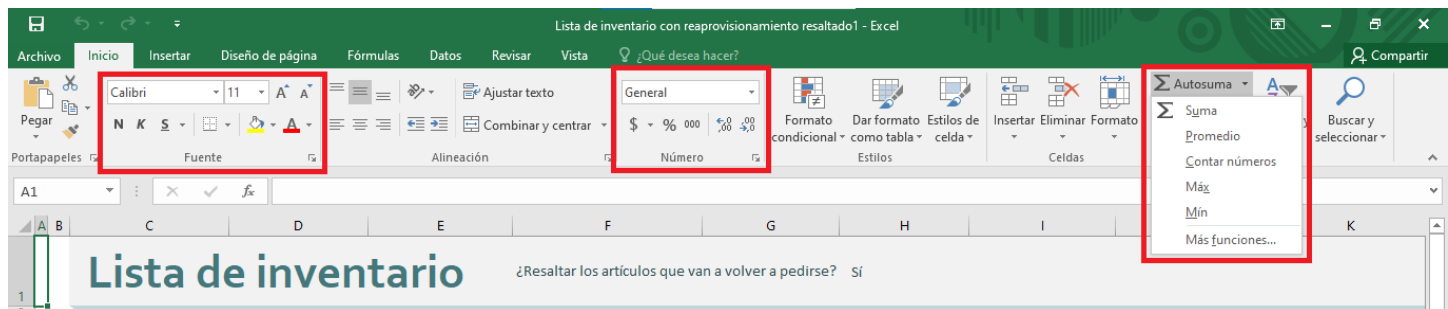 Lista de inventario con reaprovisionamiento resaltado1 - Excel
Archivo Inicio Insertar Diseño de página Fórmulas Datos Revisar Vista ¿Qué desea hacer? Compartir
Calibri 11 A A Ajustar texto General Σ Autosuma A
Pegar N K S A Combinar y centrar $ % 000 Formato condicional Dar formato como tabla Estilos de celda Insertar Eliminar Formato Buscar y seleccionar
Portapapeles Fuente Alineación Número Estilos Celdas
Σ Suma
Promedio
Contar números
Máx
Mín
Más funciones...
A1 fx
A B C D E F G H I K
1 Lista de inventario ¿Resaltar los artículos que van a volver a pedirse? Sí